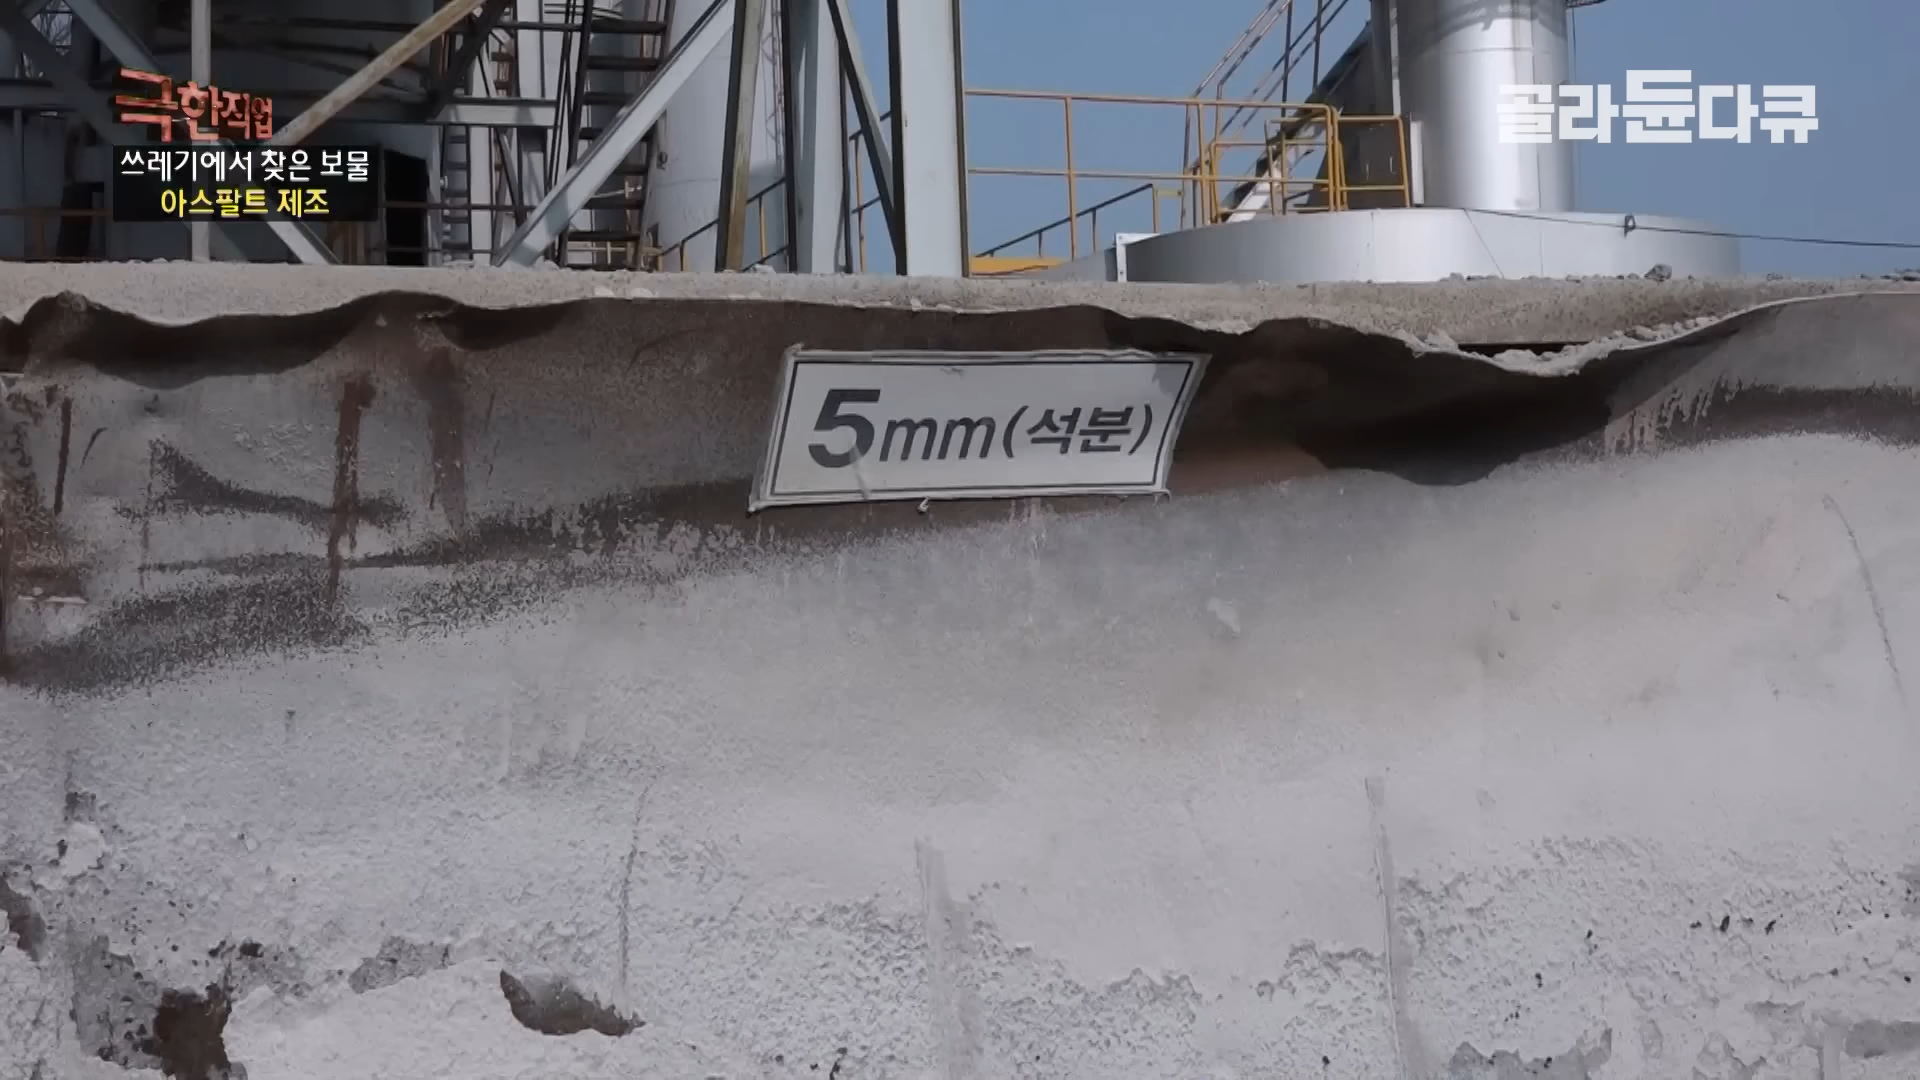 극한직업
쓰레기에서 찾은 보물
아스팔트 제조
골라듄다큐
5mm(석분)